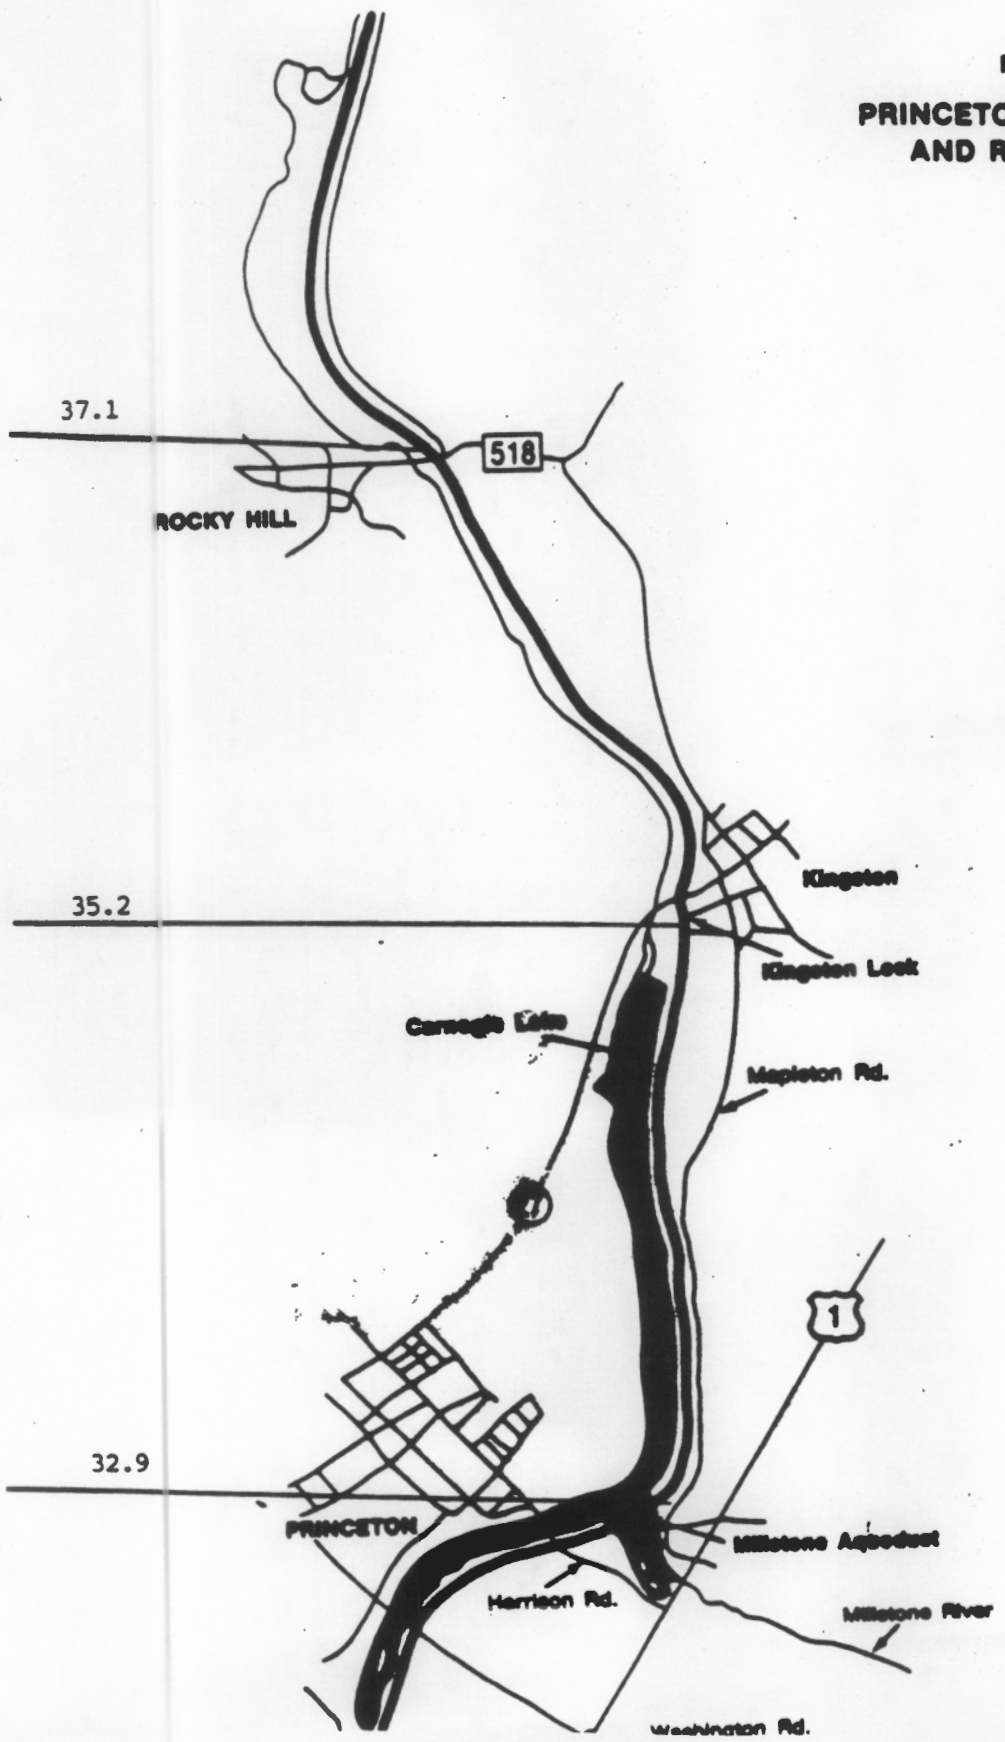 PRINCETO
AND R
37.1
518
ROCKY HILL
Kingston
35.2
Kingston Lock
Carnegie Lake
Mapleton Rd.
1
32.9
PRINCETON
Millstone Aqueduct
Harrison Rd.
Millstone River
Washington Rd.